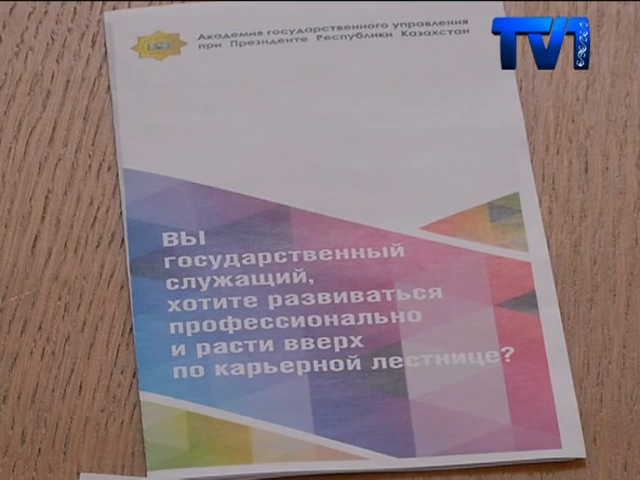 Академия государственного управления
при Президенте Республики Казахстан
TV1
ВЫ
государственный
служащий,
хотите развиваться
профессионально
и расти вверх
по карьерной лестнице?